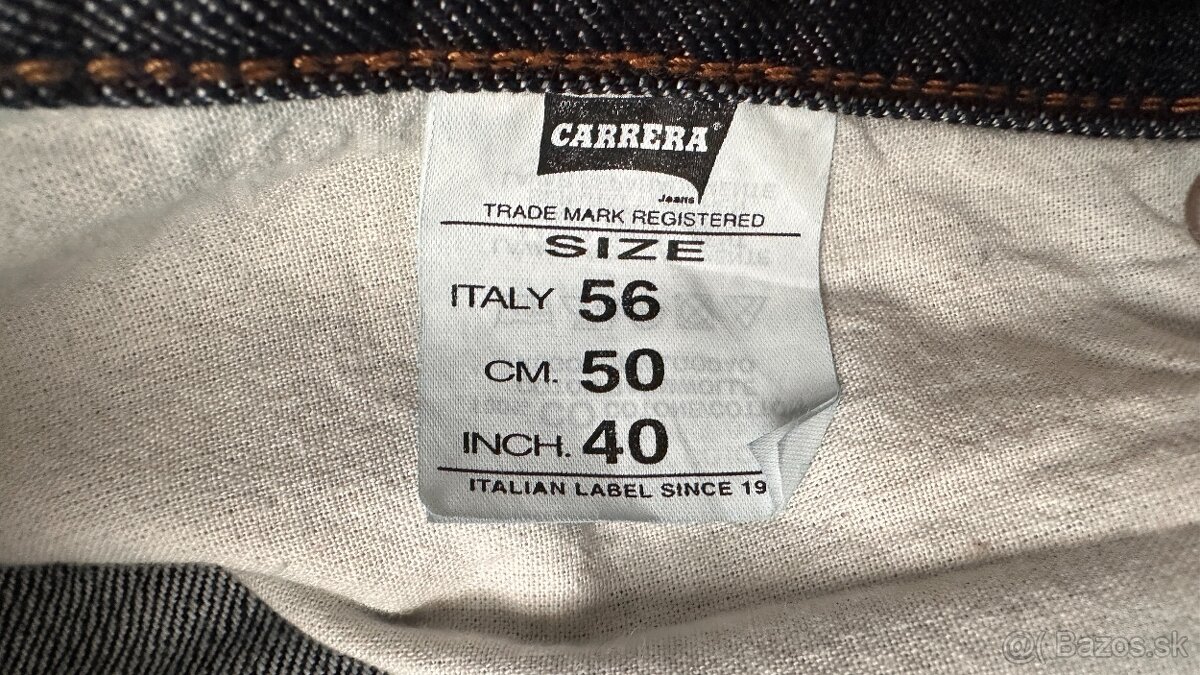 CARRERA®
Jeans
TRADE MARK REGISTERED
SIZE
ITALY 56
CM. 50
INCH. 40
ITALIAN LABEL SINCE 19
@( Bazos.sk